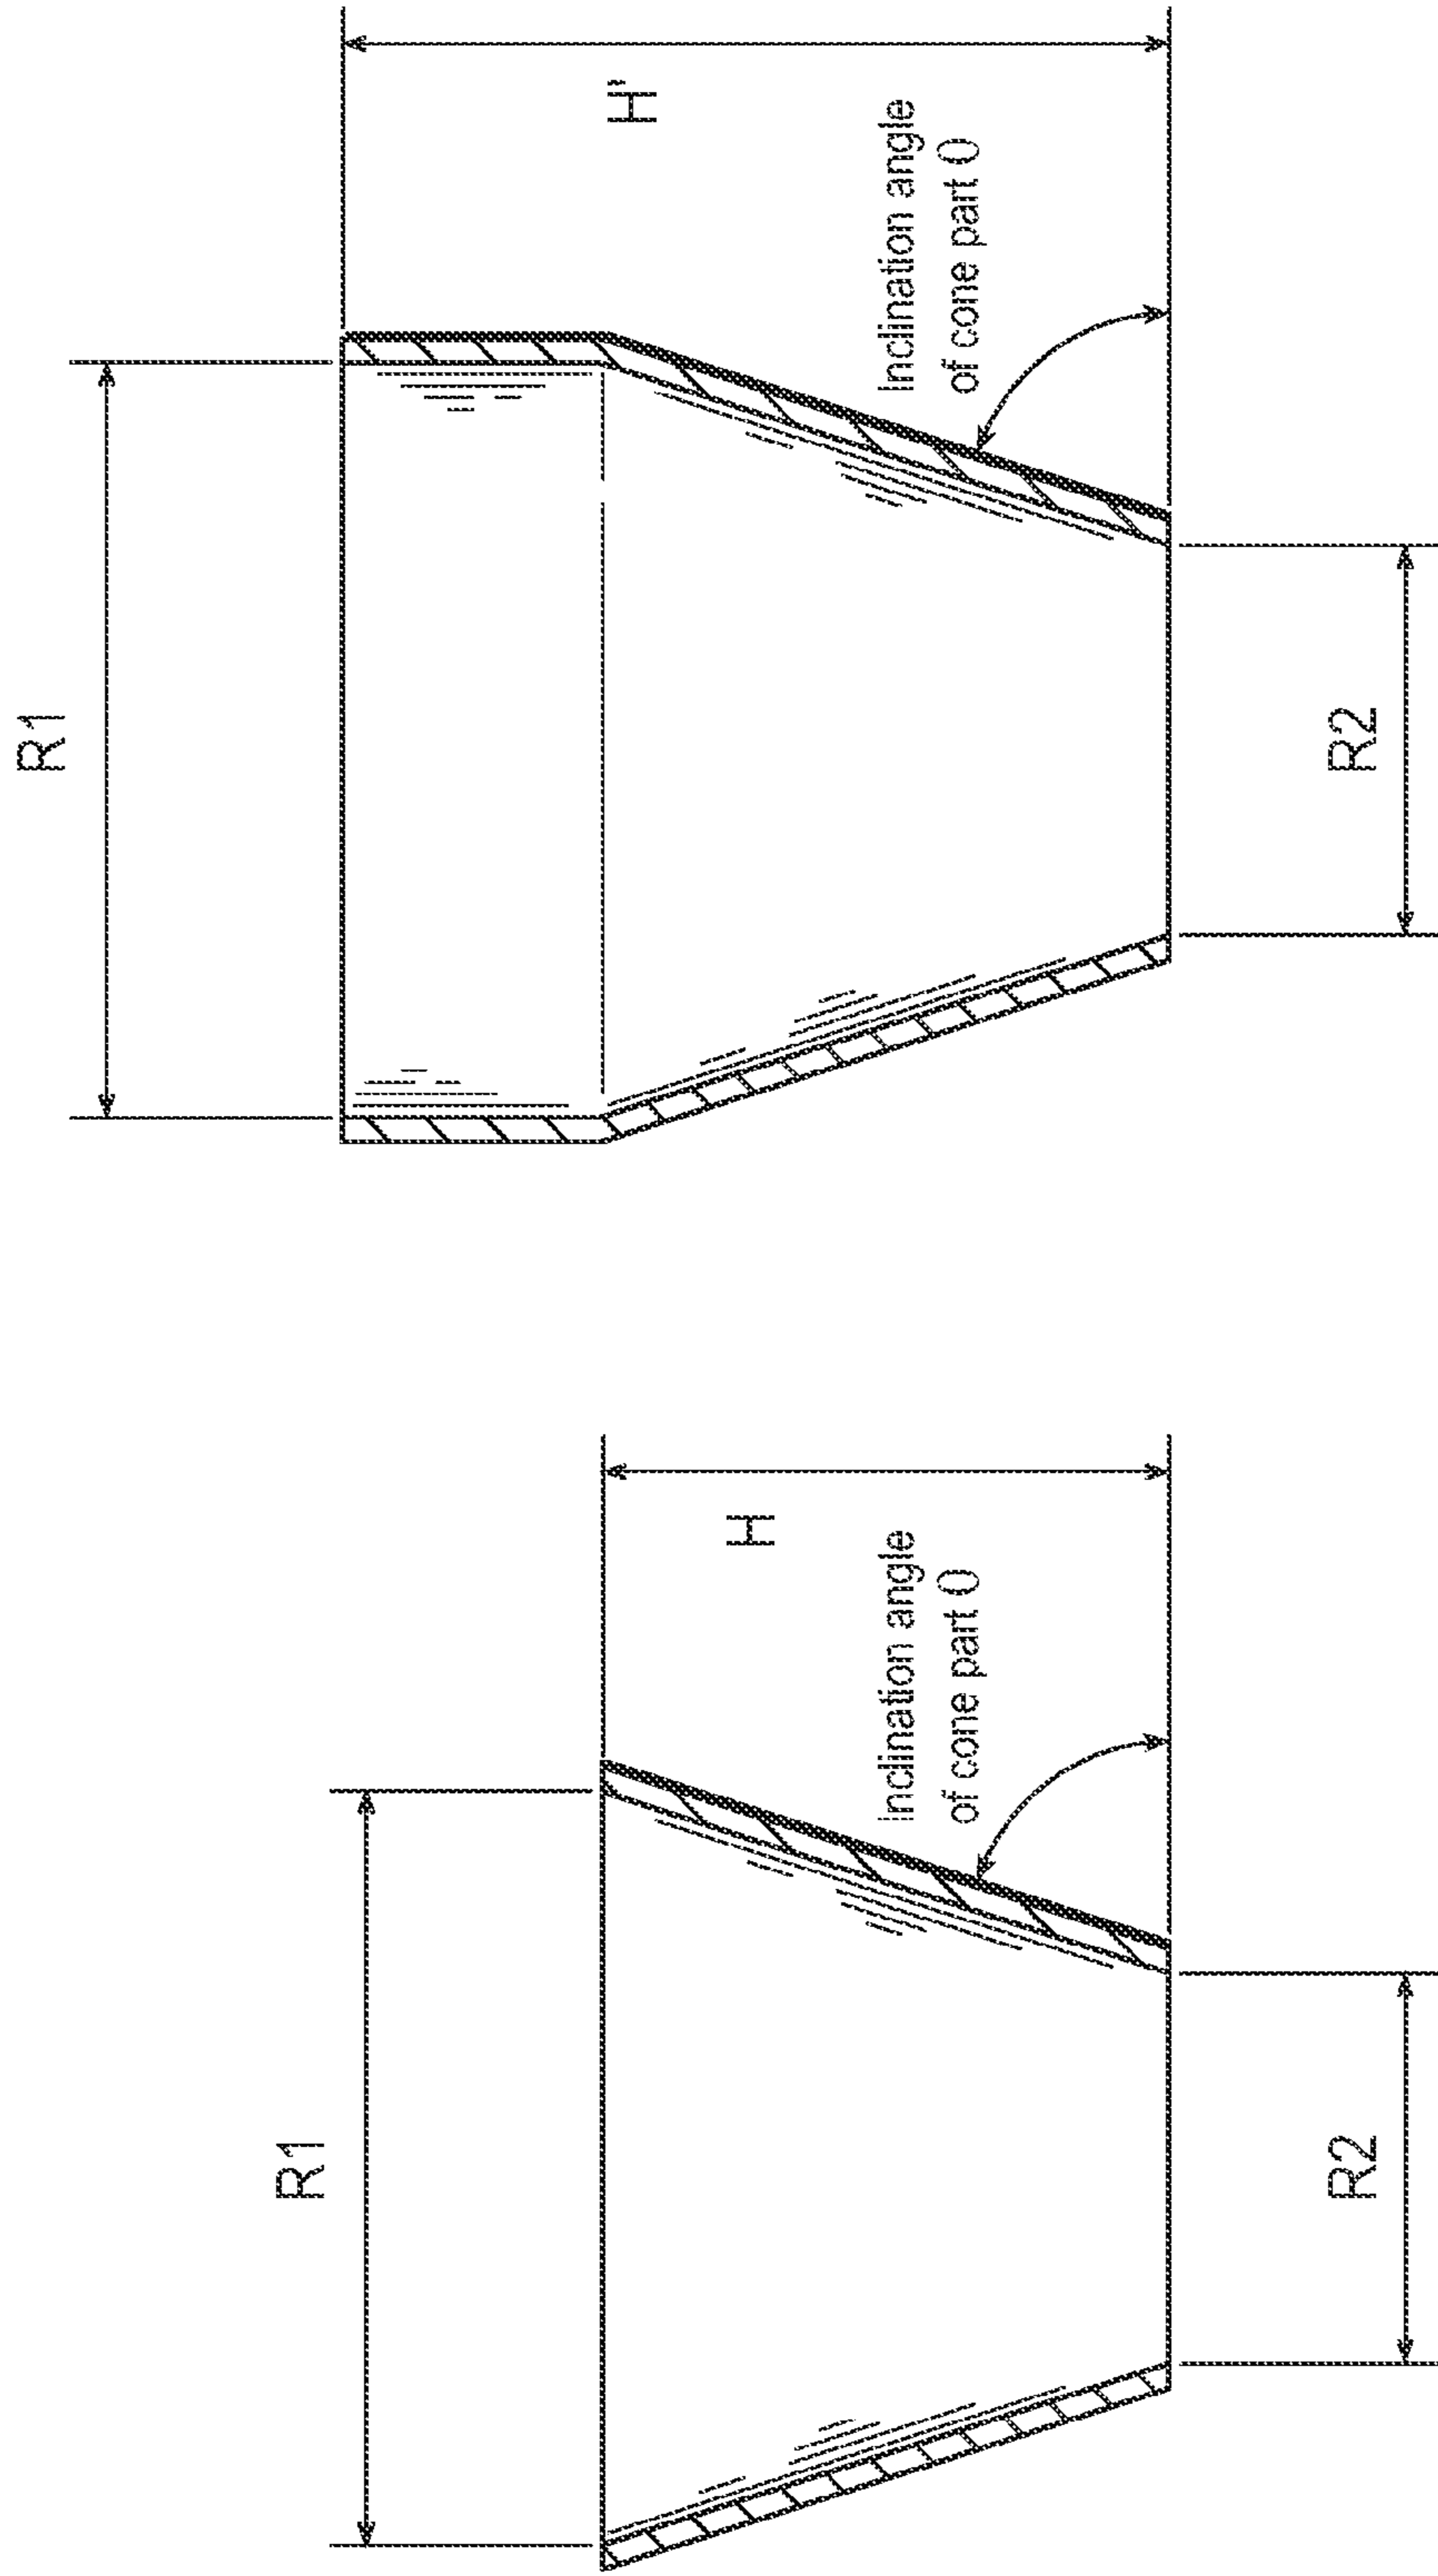 R1
H
Inclination angle
of cone part θ
R2
R1
H'
Inclination angle
of cone part θ
R2